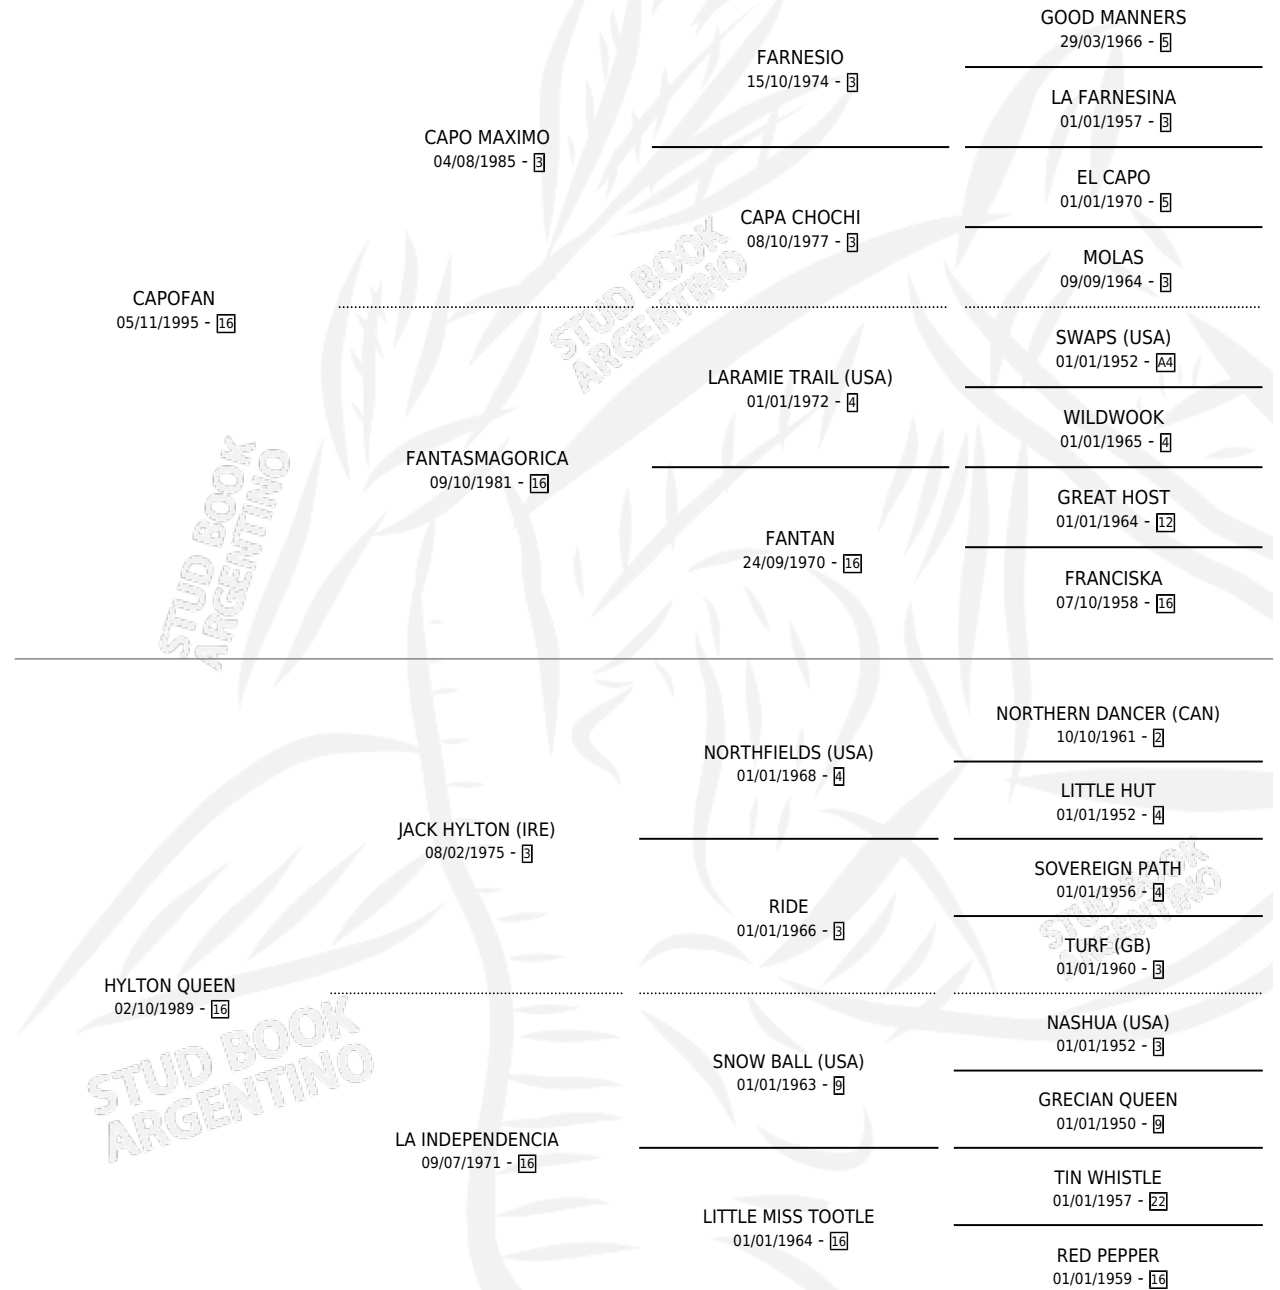 GOOD MANNERS
29/03/1966 - 5
FARNESIO
15/10/1974 - 3
LA FARNESINA
01/01/1957 - 3
CAPO MAXIMO
04/08/1985 - 3
EL CAPO
01/01/1970 - 5
CAPA CHOCHI
08/10/1977 - 3
MOLAS
09/09/1964 - 3
CAPOFAN
05/11/1995 - 16
SWAPS (USA)
01/01/1952 - A4
LARAMIE TRAIL (USA)
01/01/1972 - 4
WILDWOOK
01/01/1965 - 4
FANTASMAGORICA
09/10/1981 - 16
GREAT HOST
01/01/1964 - 12
FANTAN
24/09/1970 - 16
FRANCISKA
07/10/1958 - 16
NORTHERN DANCER (CAN)
10/10/1961 - 2
NORTHFIELDS (USA)
01/01/1968 - 4
LITTLE HUT
01/01/1952 - 4
JACK HYLTON (IRE)
08/02/1975 - 3
SOVEREIGN PATH
01/01/1956 - 4
RIDE
01/01/1966 - 3
TURF (GB)
01/01/1960 - 3
HYLTON QUEEN
02/10/1989 - 16
NASHUA (USA)
01/01/1952 - 3
SNOW BALL (USA)
01/01/1963 - 9
GRECIAN QUEEN
01/01/1950 - 9
LA INDEPENDENCIA
09/07/1971 - 16
TIN WHISTLE
01/01/1957 - 22
LITTLE MISS TOOTLE
01/01/1964 - 16
RED PEPPER
01/01/1959 - 16
STUD BOOK
ARGENTINO
STUD BOOK
ARGENTINO
STUD BOOK
ARGENTINO
STUD BOOK
ARGENTINO